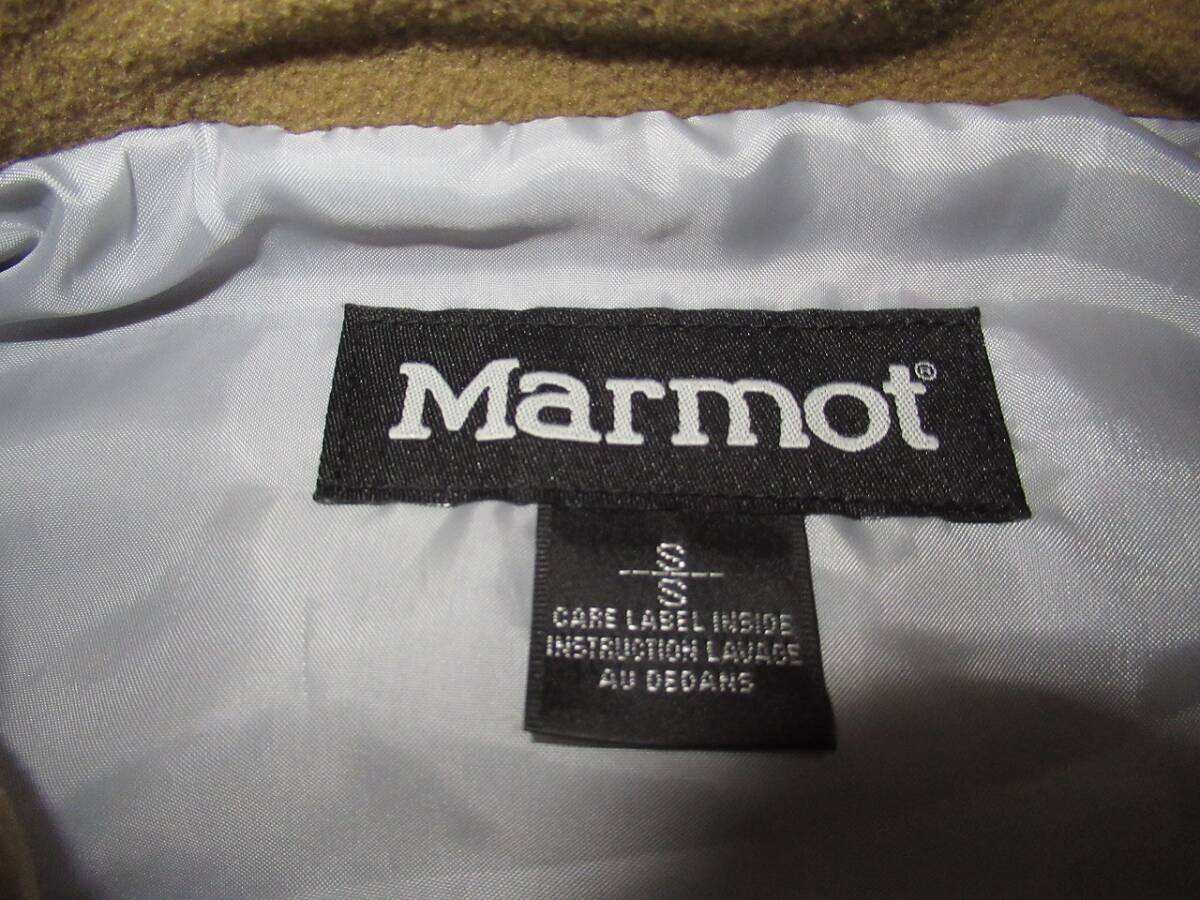 Marmot®
S
S
CARE LABEL INSIDE
INSTRUCTION LAVAGE
AU DEDANS